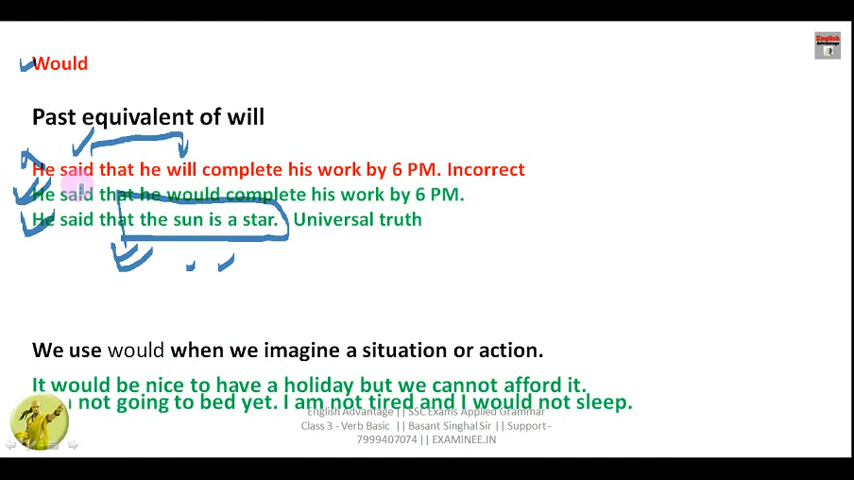 English
Advantage
Would
Past equivalent of will
He said that he will complete his work by 6 PM. Incorrect
He said that he would complete his work by 6 PM.
He said that the sun is a star. Universal truth
We use would when we imagine a situation or action.
It would be nice to have a holiday but we cannot afford it.
not going to bed yet. I am not tired and I would not sleep.
English Advantage || SSC Exams Applied Grammar
Class 3 - Verb Basic || Basant Singhal Sir || Support -
7999407074 || EXAMINEE.IN